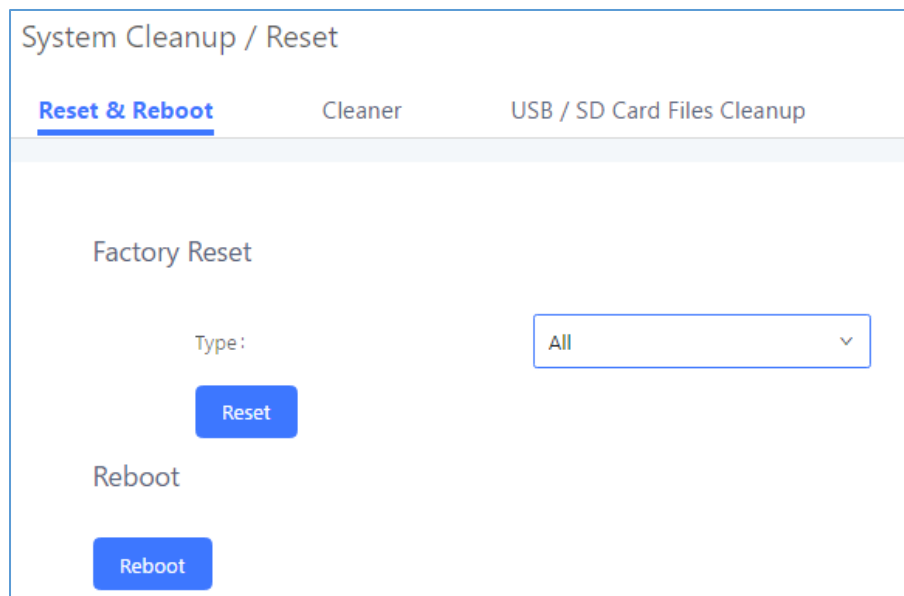 System Cleanup / Reset
Reset & Reboot Cleaner USB / SD Card Files Cleanup
Factory Reset
Type: All
Reset
Reboot
Reboot